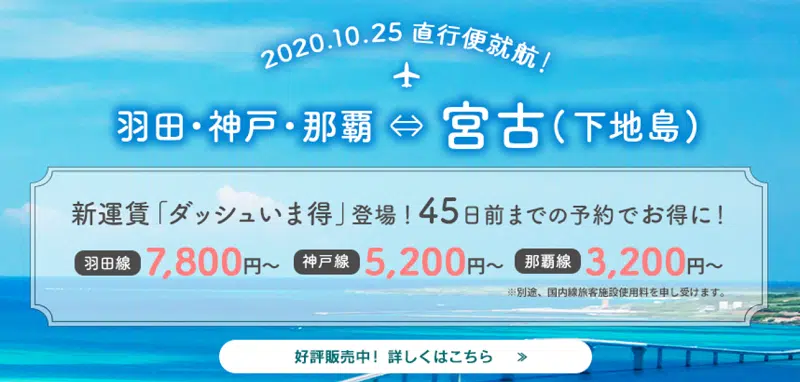 2020.10.25 直行便就航!
羽田・神戸・那覇 ⇔ 宮古(下地島)
新運賃「ダッシュいま得」登場!45日前までの予約でお得に!
羽田線 7,800円〜 神戸線 5,200円〜 那覇線 3,200円〜
※別途、国内線旅客施設使用料を申し受けます。
好評販売中! 詳しくはこちら ≫